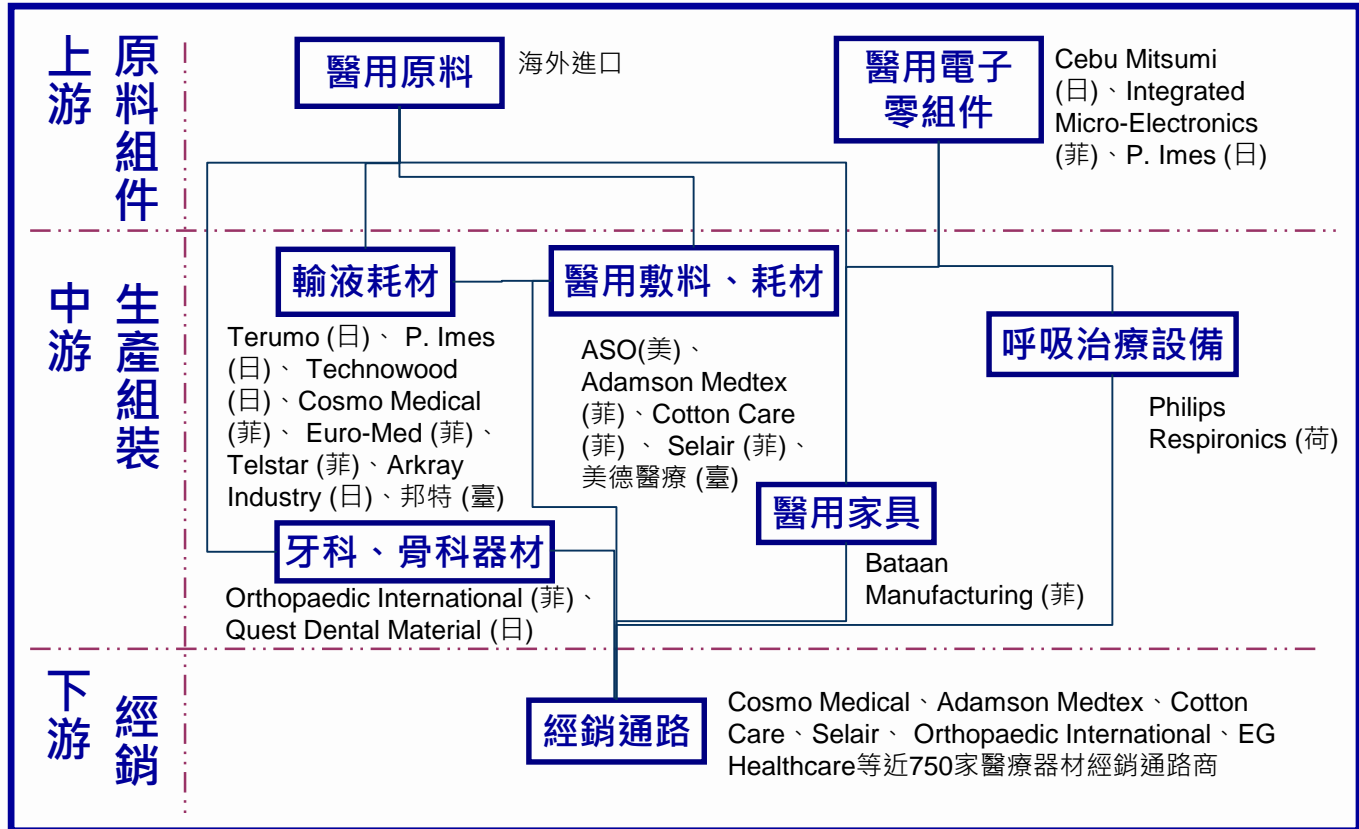 上游
原料組件
醫用原料
海外進口
醫用電子
零組件
Cebu Mitsumi
(日)、Integrated
Micro-Electronics
(菲)、P. Imes (日)
中游
生產組裝
輸液耗材
Terumo (日)、 P. Imes
(日)、 Technowood
(日)、Cosmo Medical
(菲)、 Euro-Med (菲)、
Telstar (菲)、Arkray
Industry (日)、邦特 (臺)
醫用敷料、耗材
ASO(美)、
Adamson Medtex
(菲)、Cotton Care
(菲) 、 Selair (菲)、
美德醫療 (臺)
呼吸治療設備
Philips
Respironics (荷)
醫用家具
Bataan
Manufacturing (菲)
牙科、骨科器材
Orthopaedic International (菲)、
Quest Dental Material (日)
下游
經銷
經銷通路
Cosmo Medical、Adamson Medtex、Cotton
Care、Selair、 Orthopaedic International、EG
Healthcare等近750家醫療器材經銷通路商